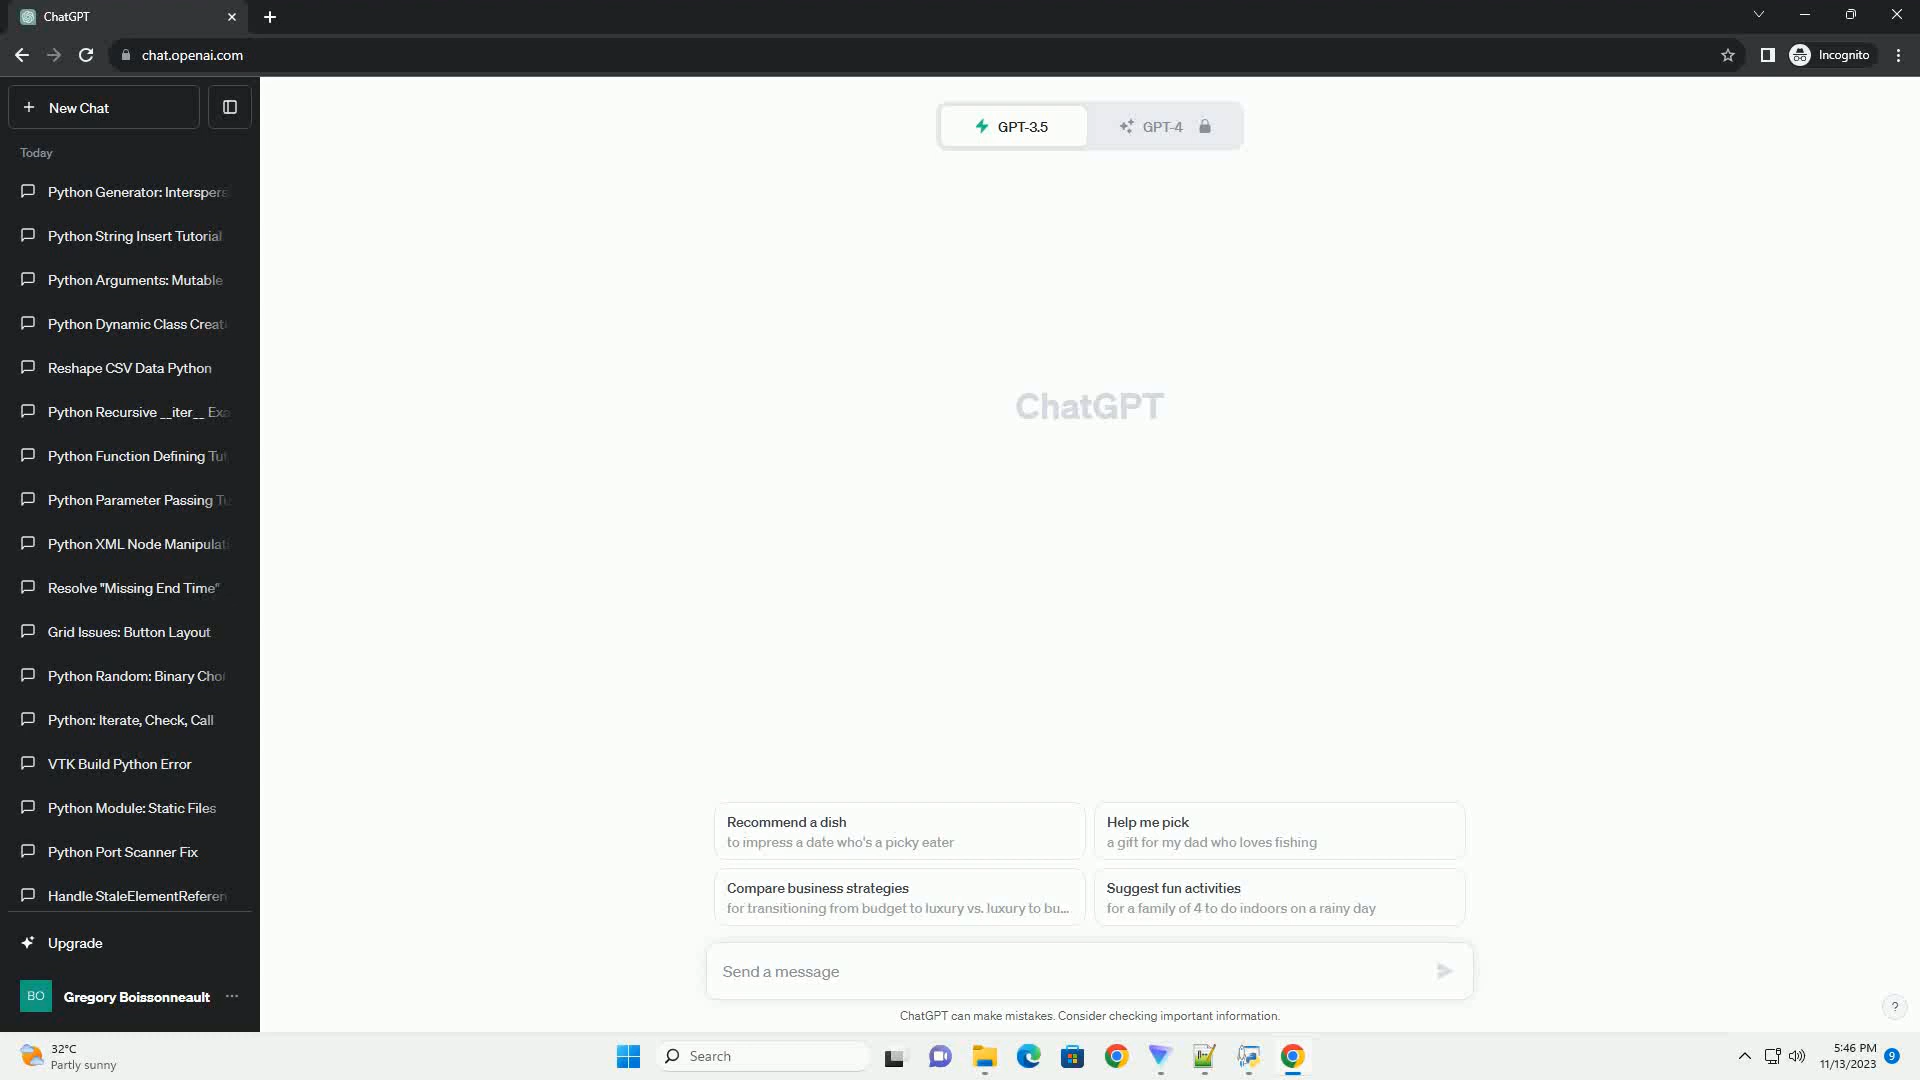 ChatGPT
chat.openai.com
Incognito
New Chat
Today
Python Generator: Interspers
Python String Insert Tutorial
Python Arguments: Mutable
Python Dynamic Class Creat
Reshape CSV Data Python
Python Recursive __iter__ Exa
Python Function Defining Tut
Python Parameter Passing Tu
Python XML Node Manipulat
Resolve "Missing End Time"
Grid Issues: Button Layout
Python Random: Binary Choi
Python: Iterate, Check, Call
VTK Build Python Error
Python Module: Static Files
Python Port Scanner Fix
Handle StaleElementReferen
Upgrade
BO
Gregory Boissonneault
GPT-3.5
GPT-4
ChatGPT
Recommend a dish
to impress a date who's a picky eater
Help me pick
a gift for my dad who loves fishing
Compare business strategies
for transitioning from budget to luxury vs. luxury to bu...
Suggest fun activities
for a family of 4 to do indoors on a rainy day
Send a message
ChatGPT can make mistakes. Consider checking important information.
?
32°C
Partly sunny
Search
5:46 PM
11/13/2023
9